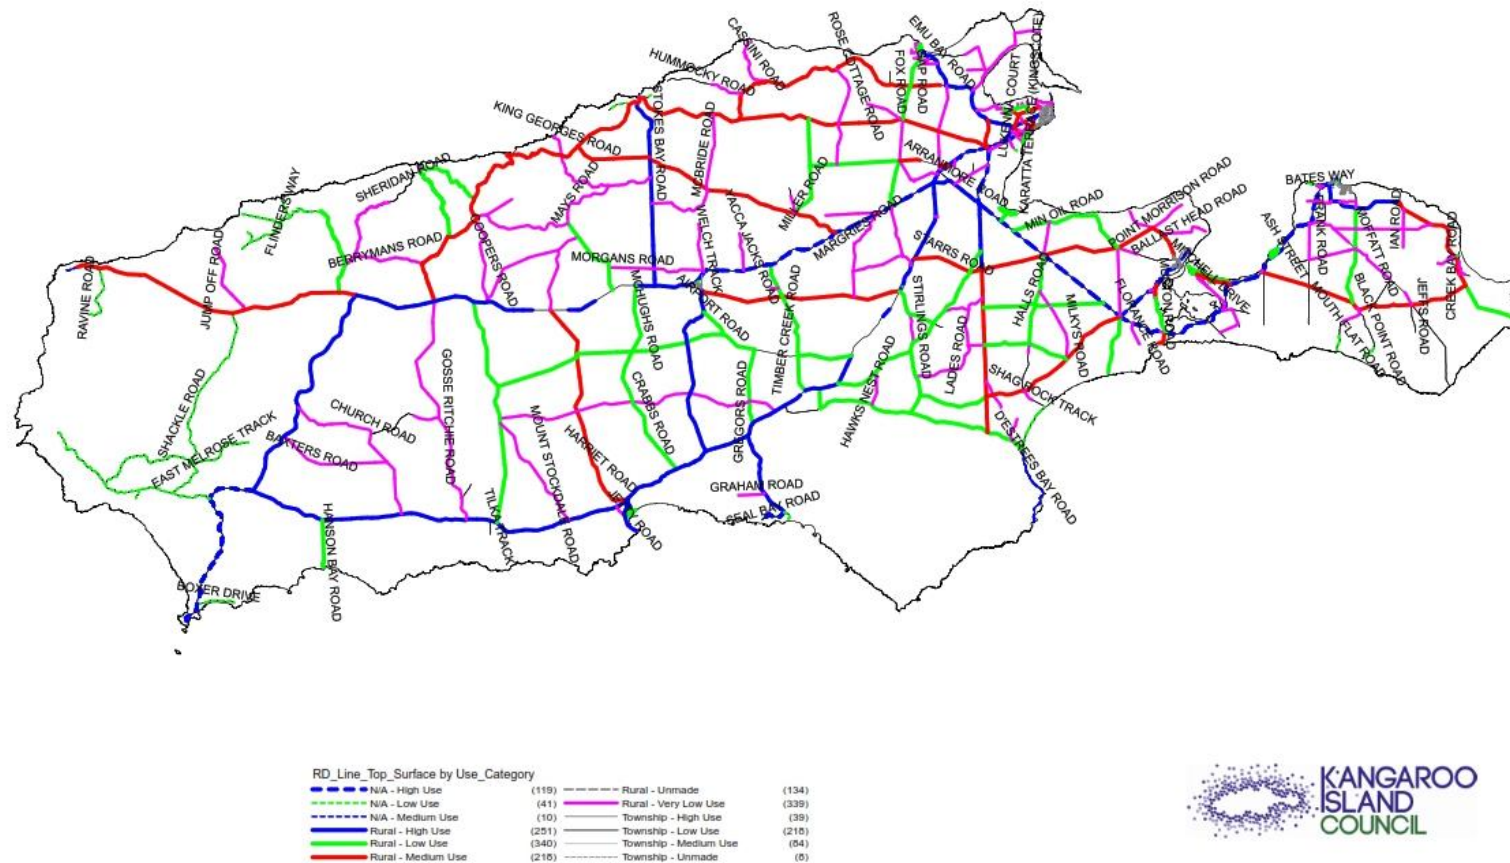 CASSINI ROAD
ROSE COTTAGE ROAD
EMU BAY ROAD
HUMMOCKY ROAD
FOX ROAD
SAP ROAD
LUKENNA COURT
KARATTA TERRACE (KINGSCOTE)
KING GEORGES ROAD
STOKES BAY ROAD
MCBRIDE ROAD
ARRANMORE ROAD
SHERIDAN ROAD
FLINDERS WAY
MAYS ROAD
MILLER ROAD
MIN OIL ROAD
POINT MORRISON ROAD
BALLAST HEAD ROAD
BATES WAY
FRANK ROAD
MOFFATT ROAD
IAN ROAD
JUMP OFF ROAD
BERRYMANS ROAD
COOPERS ROAD
WELCH TRACK
YACCA JACKS ROAD
MARGRIES ROAD
STARRS ROAD
ASH STREET
CREEK BAY ROAD
RAVINE ROAD
MORGANS ROAD
MCHUGHS ROAD
AIRPORT ROAD
TIMBER CREEK ROAD
STIRLINGS ROAD
HALLS ROAD
MILKYS ROAD
FLORANCE ROAD
MITCHELL DRIVE
MOUTH FLAT ROAD
BLACK POINT ROAD
JEFFS ROAD
SHACKLE ROAD
GOSSE RITCHIE ROAD
CRABBS ROAD
GREGORS ROAD
HAWKS NEST ROAD
LADES ROAD
SHAG ROCK TRACK
EAST MELROSE TRACK
CHURCH ROAD
BAXTERS ROAD
MOUNT STOCKDALE ROAD
HARRIET ROAD
D'ESTREES BAY ROAD
GRAHAM ROAD
SEAL BAY ROAD
HANSON BAY ROAD
TILKA TRACK
BOXER DRIVE
RD_Line_Top_Surface by Use_Category
N/A - High Use (119) Rural - Unmade (134)
N/A - Low Use (41) Rural - Very Low Use (339)
N/A - Medium Use (10) Township - High Use (39)
Rural - High Use (251) Township - Low Use (218)
Rural - Low Use (340) Township - Medium Use (84)
Rural - Medium Use (218) Township - Unmade
KANGAROO
ISLAND
COUNCIL